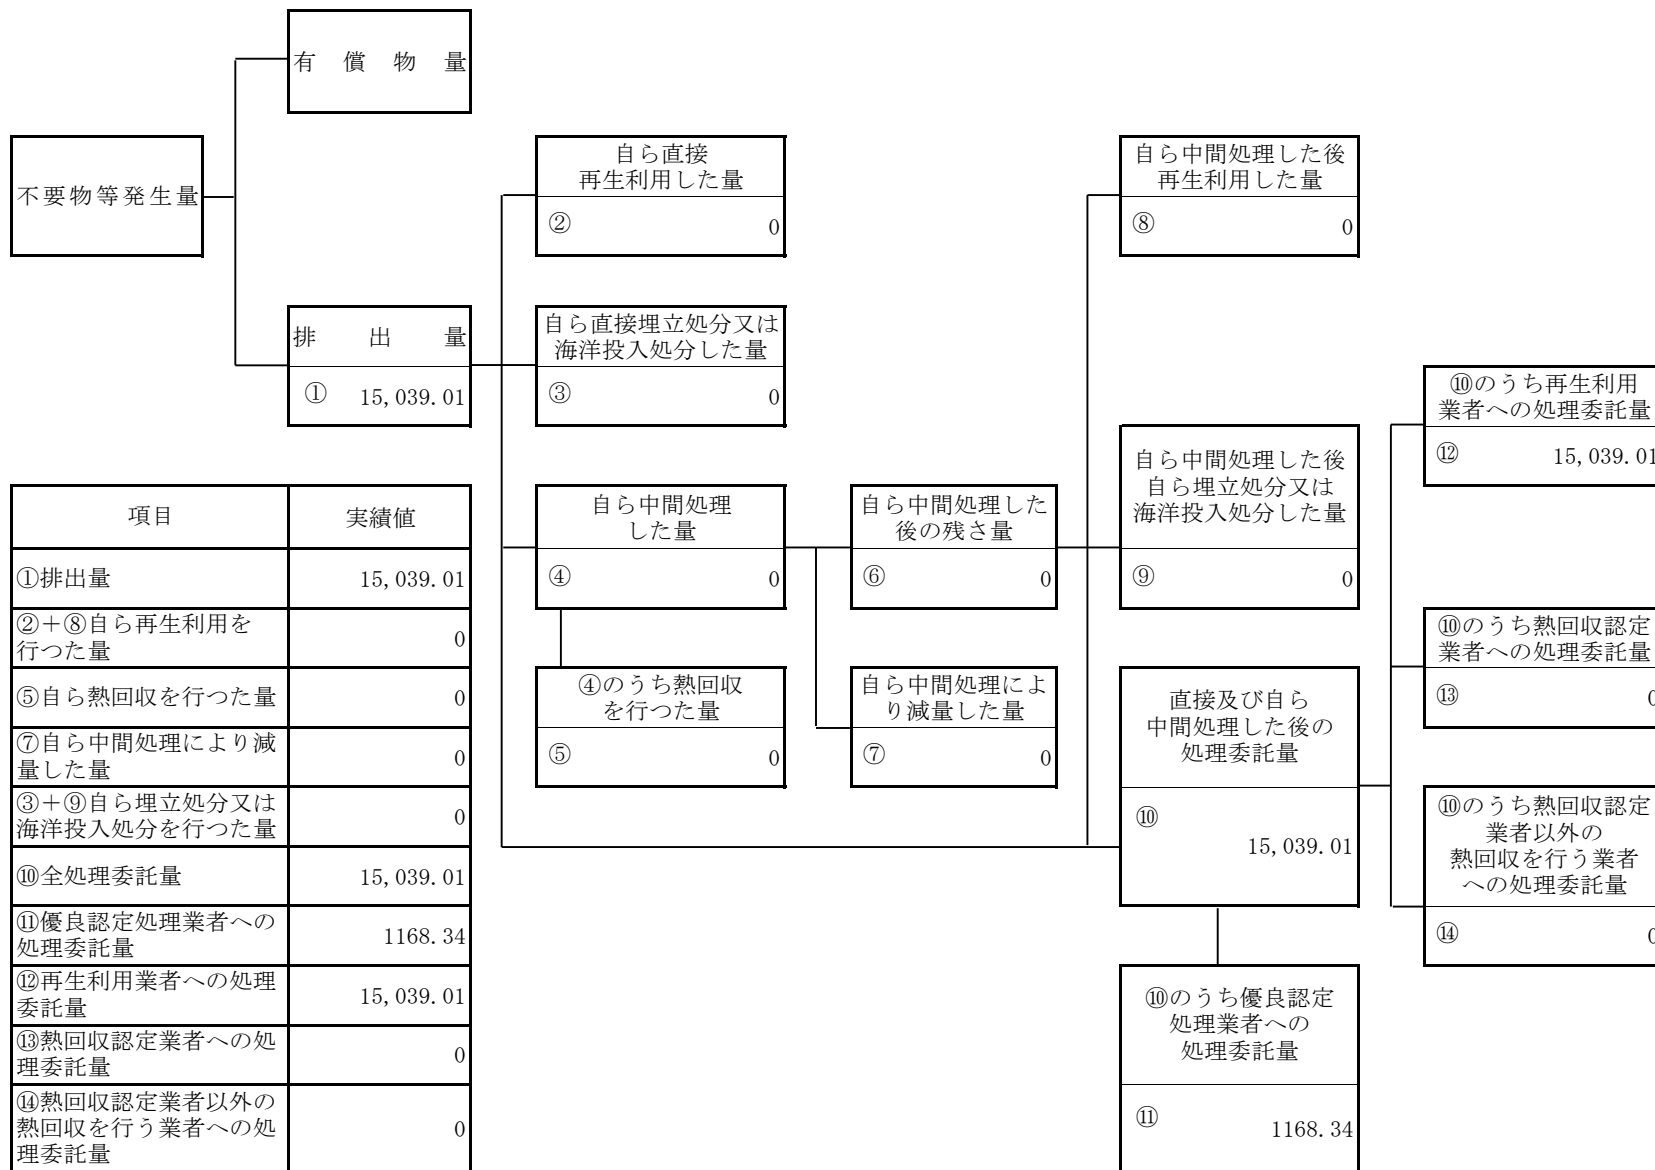 有償物量
不要物等発生量
排出量
① 15,039.01
自ら直接
再生利用した量
② 0
自ら直接埋立処分又は
海洋投入処分した量
③ 0
自ら中間処理
した量
④ 0
④のうち熱回収
を行つた量
⑤ 0
自ら中間処理した
後の残さ量
⑥ 0
自ら中間処理によ
り減量した量
⑦ 0
自ら中間処理した後
再生利用した量
⑧ 0
自ら中間処理した後
自ら埋立処分又は
海洋投入処分した量
⑨ 0
直接及び自ら
中間処理した後の
処理委託量
⑩
15,039.01
⑩のうち優良認定
処理業者への
処理委託量
⑪ 1168.34
⑩のうち再生利用
業者への処理委託量
⑫ 15,039.01
⑩のうち熱回収認定
業者への処理委託量
⑬ 0
⑩のうち熱回収認定
業者以外の
熱回収を行う業者
への処理委託量
⑭ 0
項目 実績値
①排出量 15,039.01
②＋⑧自ら再生利用を
行つた量 0
⑤自ら熱回収を行つた量 0
⑦自ら中間処理により減
量した量 0
③＋⑨自ら埋立処分又は
海洋投入処分を行つた量 0
⑩全処理委託量 15,039.01
⑪優良認定処理業者への
処理委託量 1168.34
⑫再生利用業者への処理
委託量 15,039.01
⑬熱回収認定業者への処
理委託量 0
⑭熱回収認定業者以外の
熱回収を行う業者への処
理委託量 0